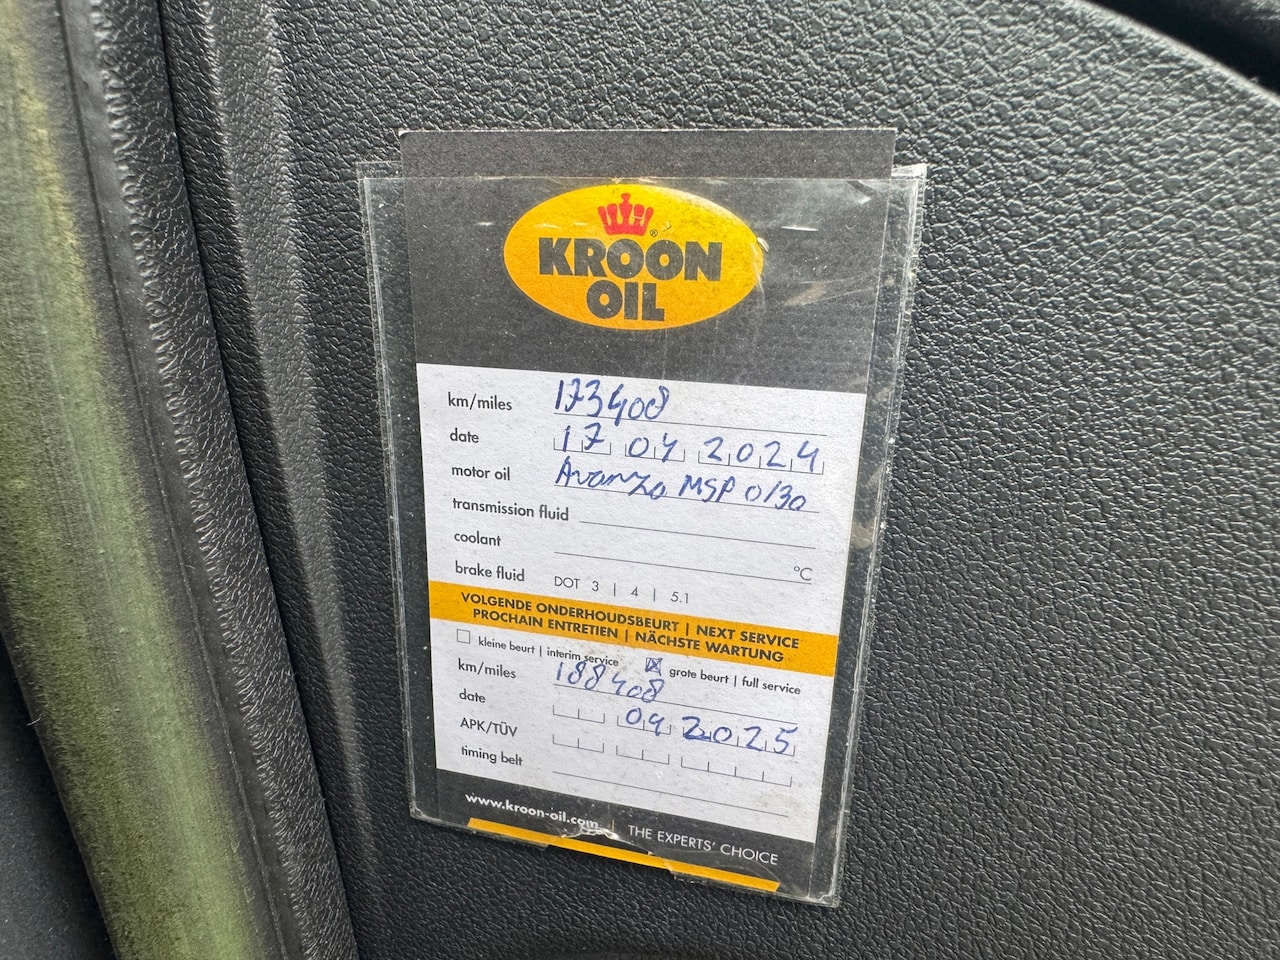 KROON
OIL
®
km/miles 173408
date 17 04 2024
motor oil Avanza MSP 0/30
transmission fluid
coolant °C
brake fluid DOT 3 | 4 | 5.1
VOLGENDE ONDERHOUDSBEURT | NEXT SERVICE
PROCHAIN ENTRETIEN | NÄCHSTE WARTUNG
kleine beurt | interim service grote beurt | full service
km/miles 188408
date 04 2025
APK/TÜV
timing belt
www.kroon-oil.com | THE EXPERTS' CHOICE